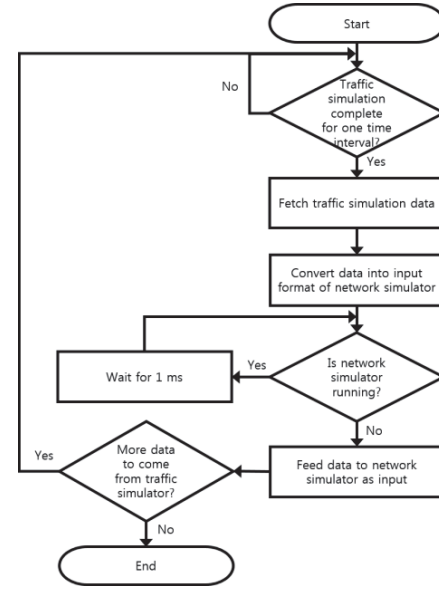 Start
Traffic
simulation
complete
for one time
interval?
No
Yes
Fetch traffic simulation data
Convert data into input
format of network simulator
Is network
simulator
running?
Yes
Wait for 1 ms
No
Feed data to network
simulator as input
More data
to come
from traffic
simulator?
Yes
No
End